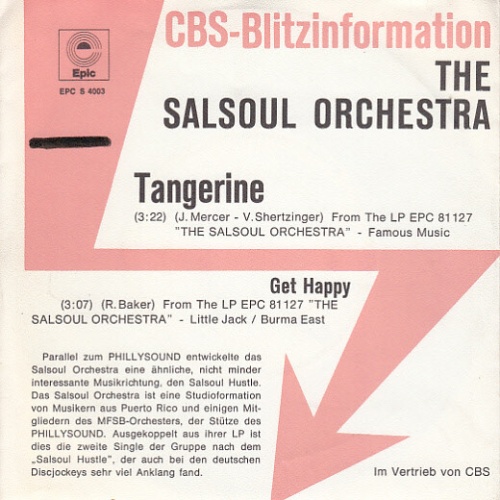 CBS-Blitzinformation
Epic
EPC S 4003
THE
SALSOUL ORCHESTRA
Tangerine
(3:22) (J. Mercer - V. Shertzinger) From The LP EPC 81127
"THE SALSOUL ORCHESTRA" - Famous Music
Get Happy
(3:07) (R. Baker) From The LP EPC 81127 "THE
SALSOUL ORCHESTRA" - Little Jack / Burma East
Parallel zum PHILLYSOUND entwickelte das
Salsoul Orchestra eine ähnliche, nicht minder
interessante Musikrichtung, den Salsoul Hustle.
Das Salsoul Orchestra ist eine Studioformation
von Musikern aus Puerto Rico und einigen Mit-
gliedern des MFSB-Orchesters, der Stütze des
PHILLYSOUND. Ausgekoppelt aus ihrer LP ist
dies die zweite Single der Gruppe nach dem
„Salsoul Hustle", der auch bei den deutschen
Discjockeys sehr viel Anklang fand.
Im Vertrieb von CBS